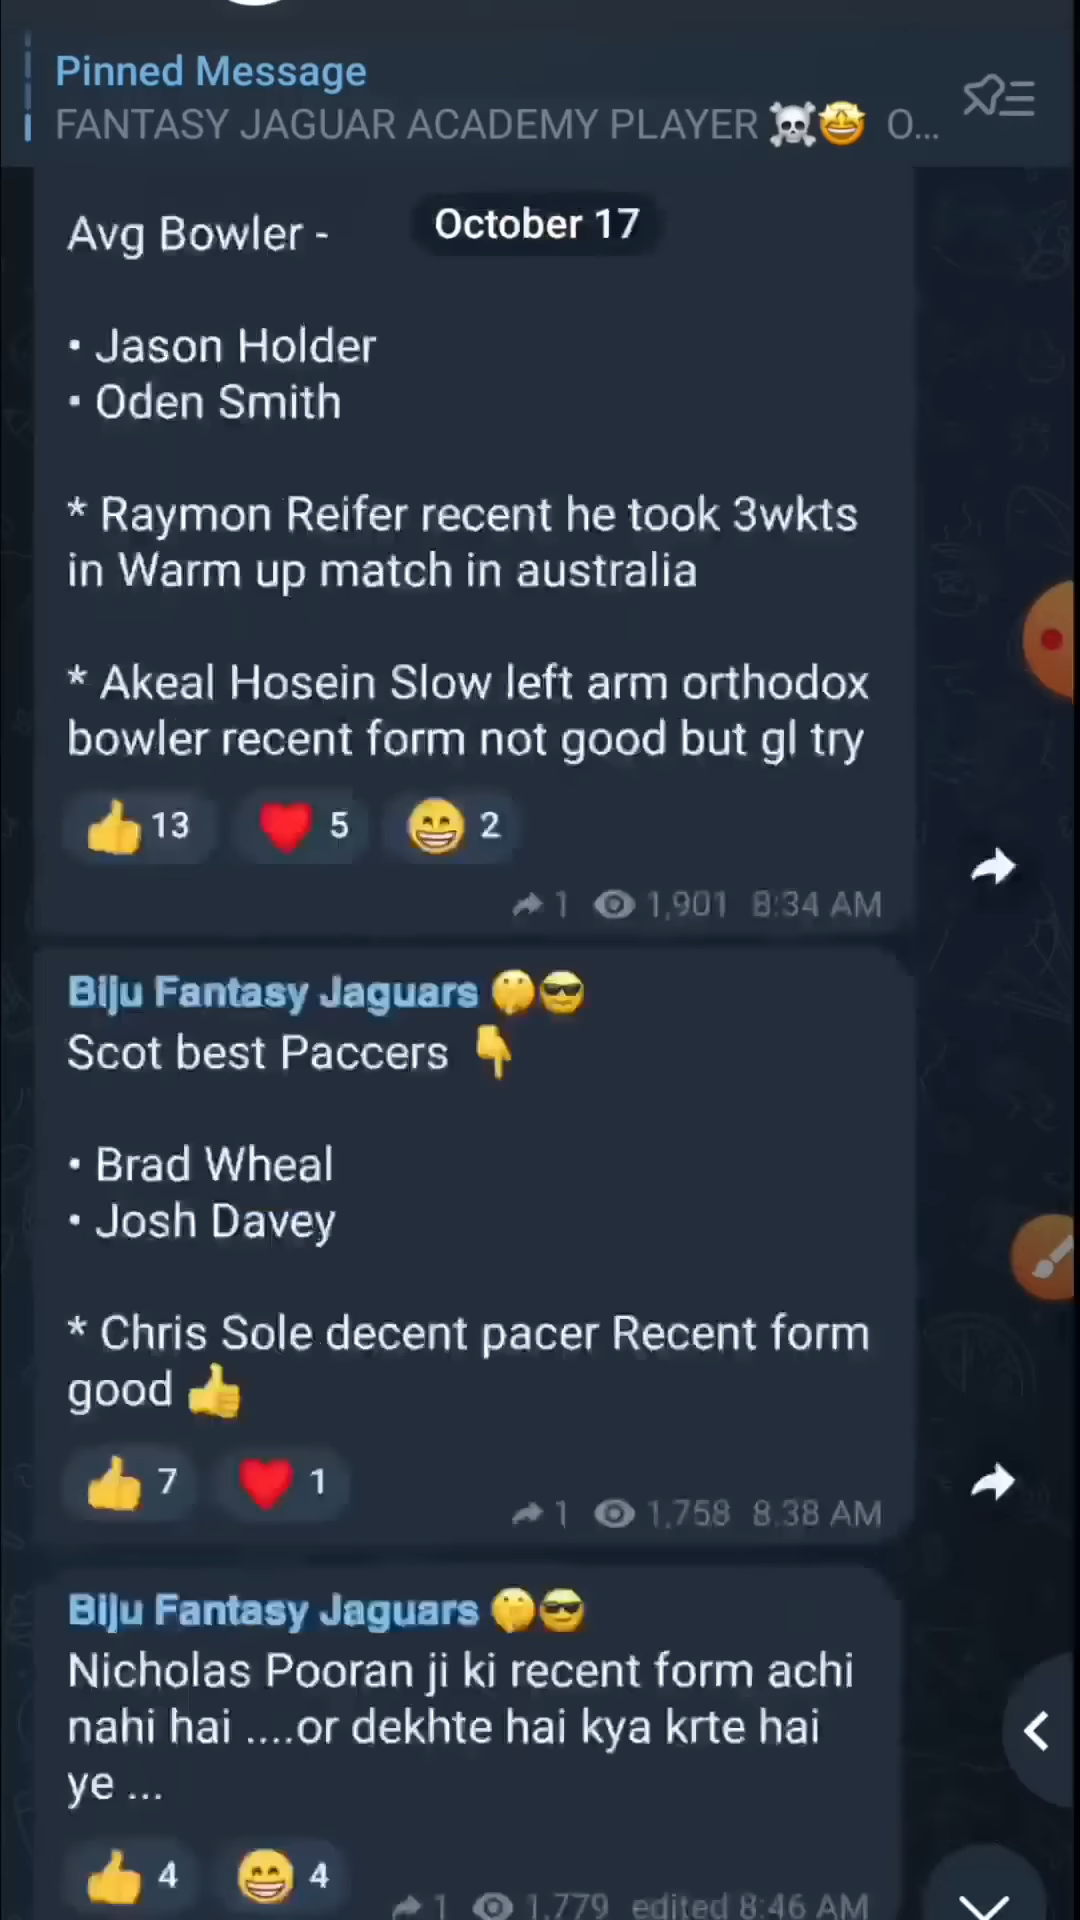 Pinned Message
FANTASY JAGUAR ACADEMY PLAYER ☠️🤩 O...
October 17
Avg Bowler -
• Jason Holder
• Oden Smith
* Raymon Reifer recent he took 3wkts
in Warm up match in australia
* Akeal Hosein Slow left arm orthodox
bowler recent form not good but gl try
👍 13 ❤️ 5 😁 2
1 1,901 8:34 AM
Biju Fantasy Jaguars 🤫😎
Scot best Paccers 👇
• Brad Wheal
• Josh Davey
* Chris Sole decent pacer Recent form
good 👍
👍 7 ❤️ 1
1 1,758 8:38 AM
Biju Fantasy Jaguars 🤫😎
Nicholas Pooran ji ki recent form achi
nahi hai ....or dekhte hai kya krte hai
ye ...
👍 4 😁 4
1 1,779 edited 8:46 AM